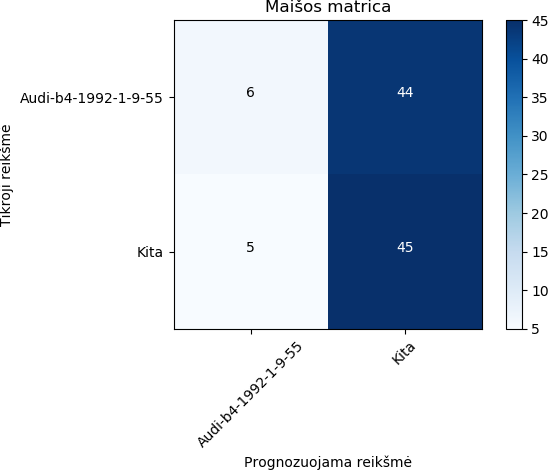 Maišos matrica
Tikroji reikšmė
Audi-b4-1992-1-9-55
Kita
6
44
5
45
Audi-b4-1992-1-9-55
Kita
Prognozuojama reikšmė
45
40
35
30
25
20
15
10
5